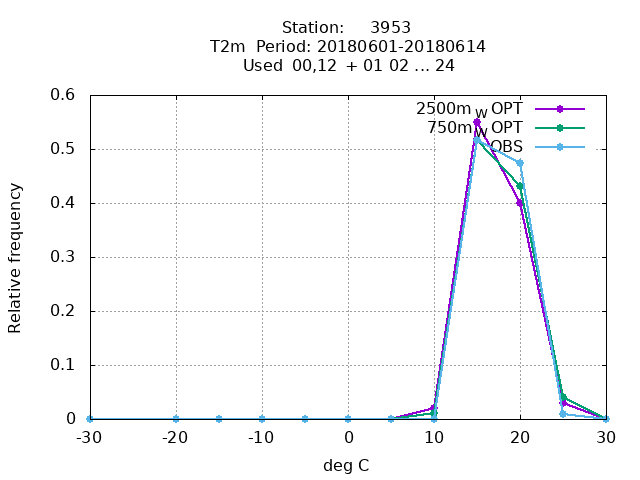 Station: 3953
T2m Period: 20180601-20180614
Used 00,12 + 01 02 ... 24
0.6
0.5
0.4
0.3
0.2
0.1
0
Relative frequency
2500m W OPT
750m W OPT
OBS
-30 -20 -10 0 10 20 30
deg C